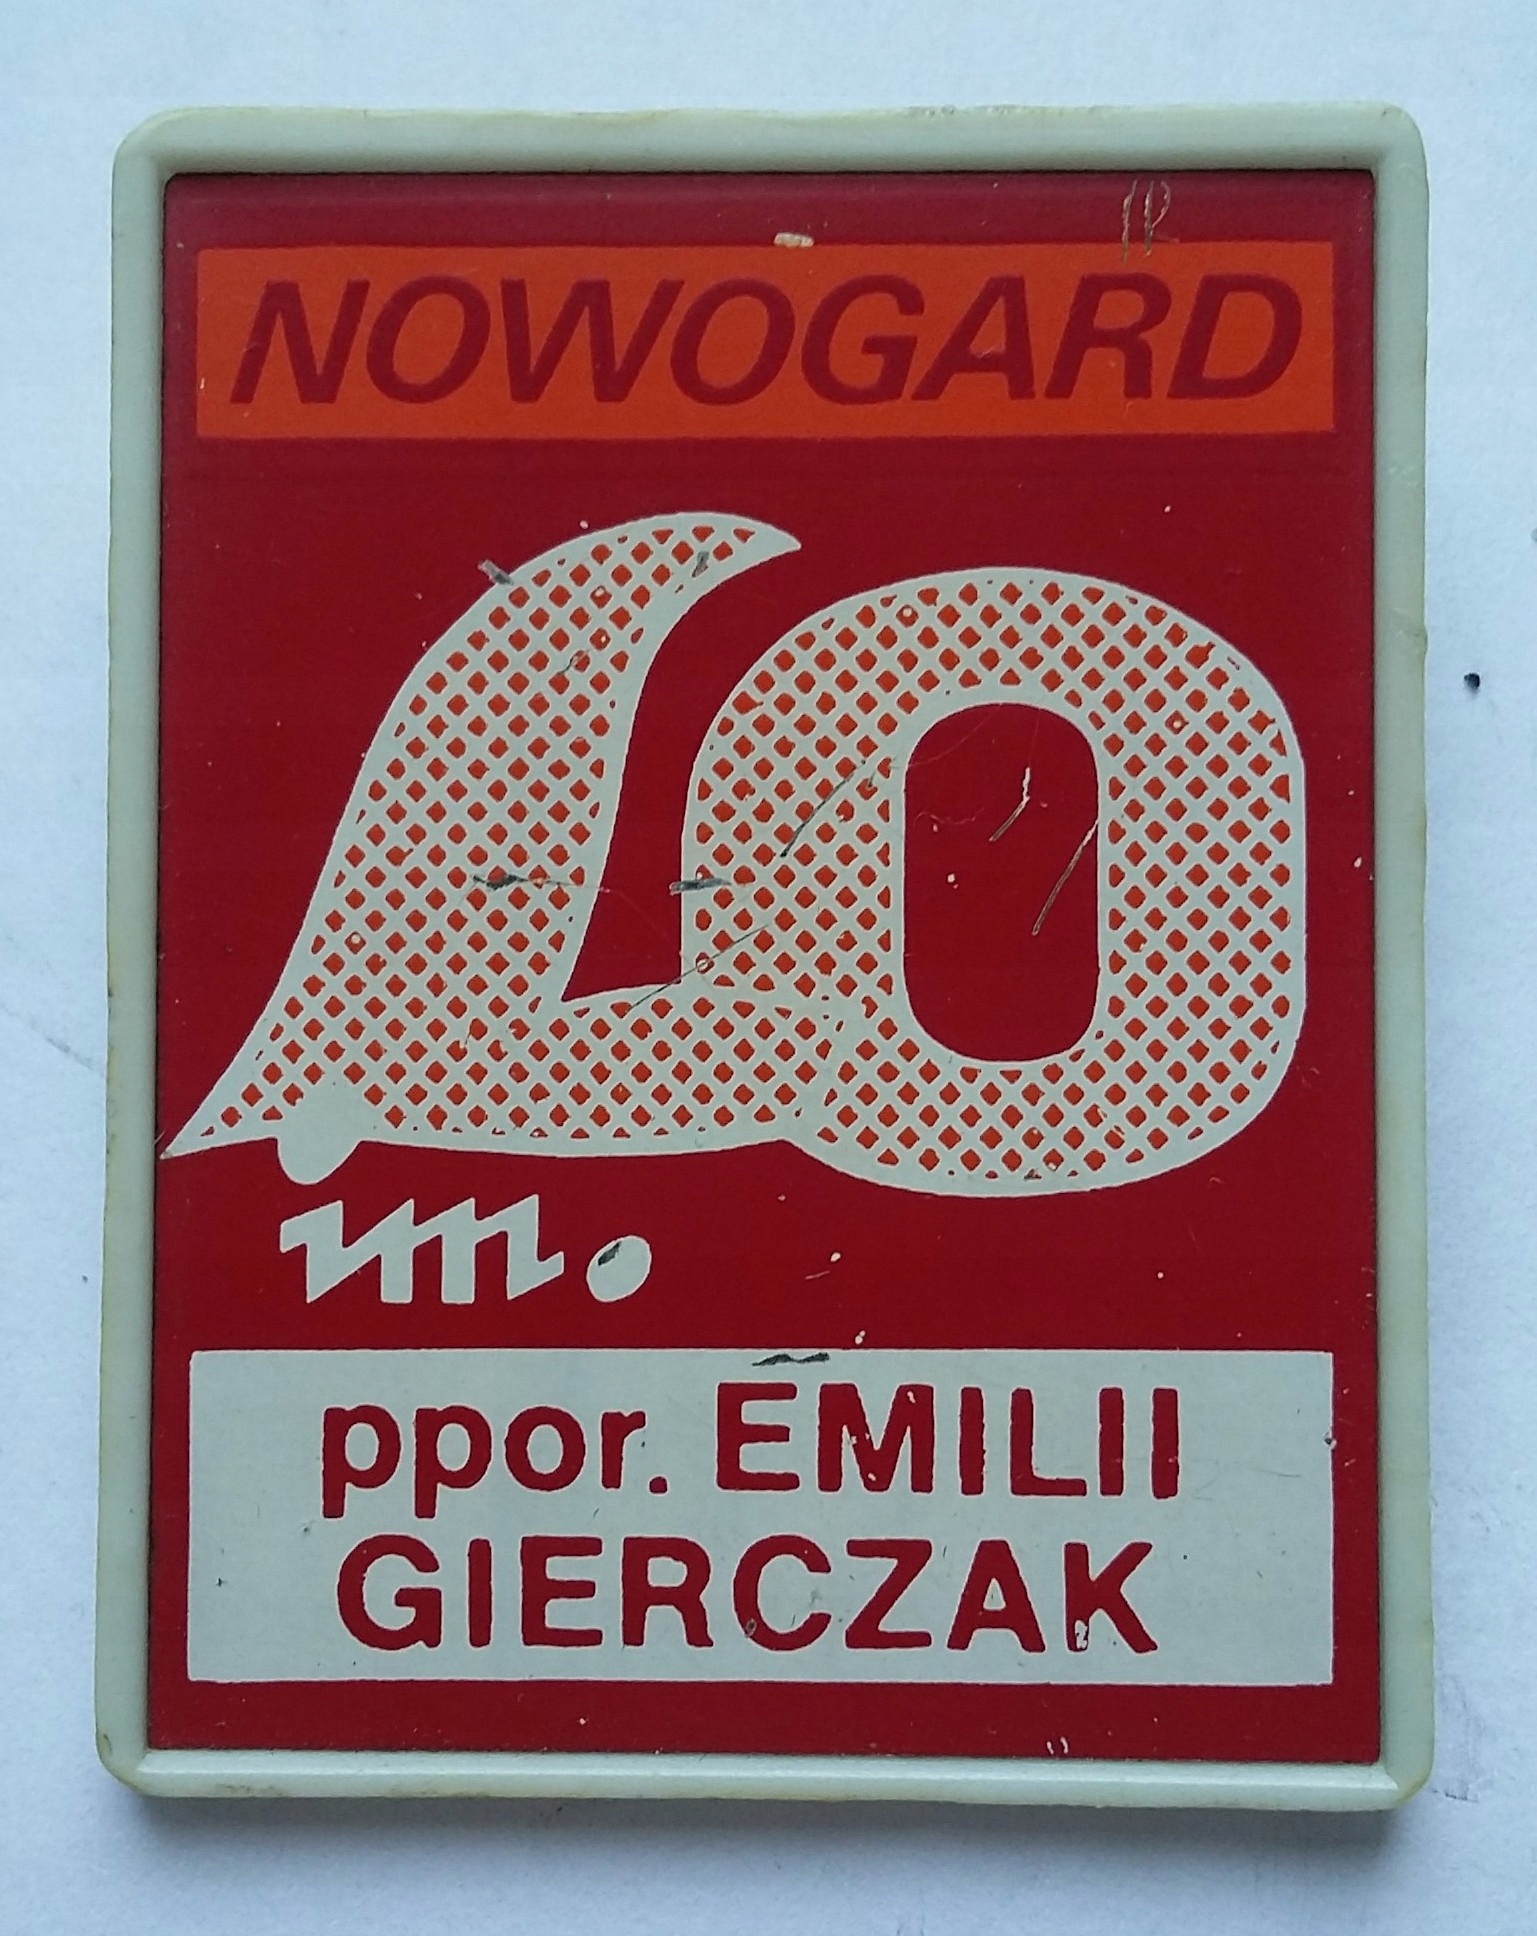 NOWOGARD
LO
im.
ppor. EMILII
GIERCZAK